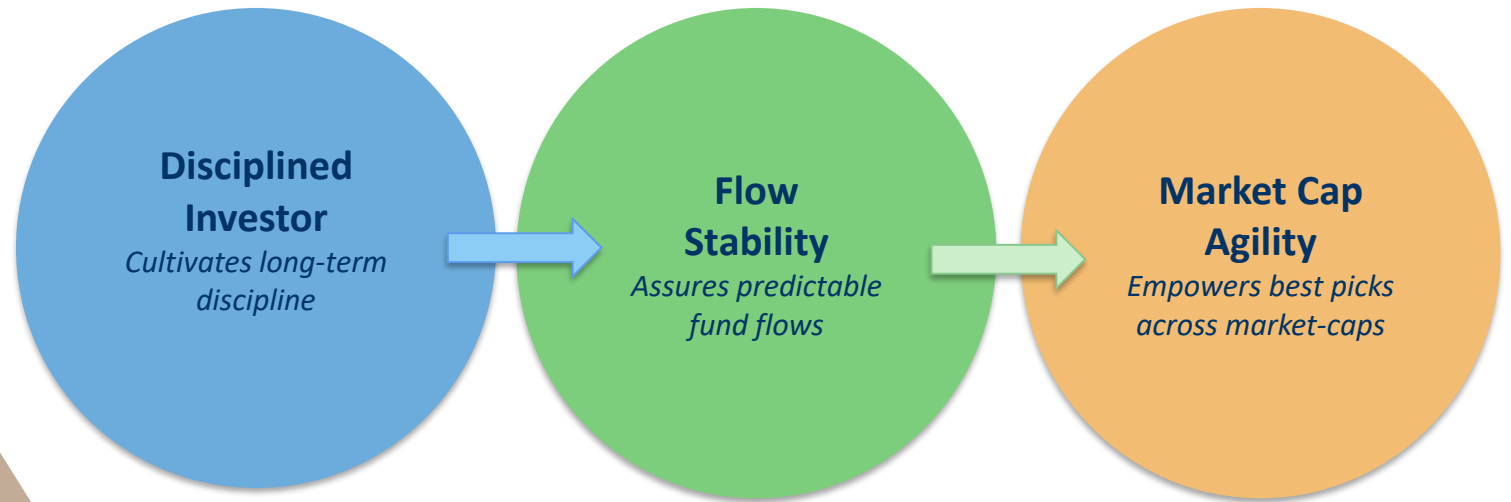 Disciplined
Investor
Cultivates long-term
discipline
Flow
Stability
Assures predictable
fund flows
Market Cap
Agility
Empowers best picks
across market-caps